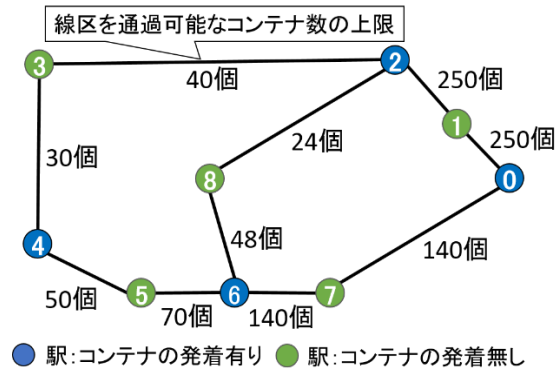 線区を通過可能なコンテナ数の上限
3
2
40個
250個
1
250個
24個
30個
8
0
4
48個
140個
5
6
7
50個
70個
140個
駅:コンテナの発着有り
駅:コンテナの発着無し